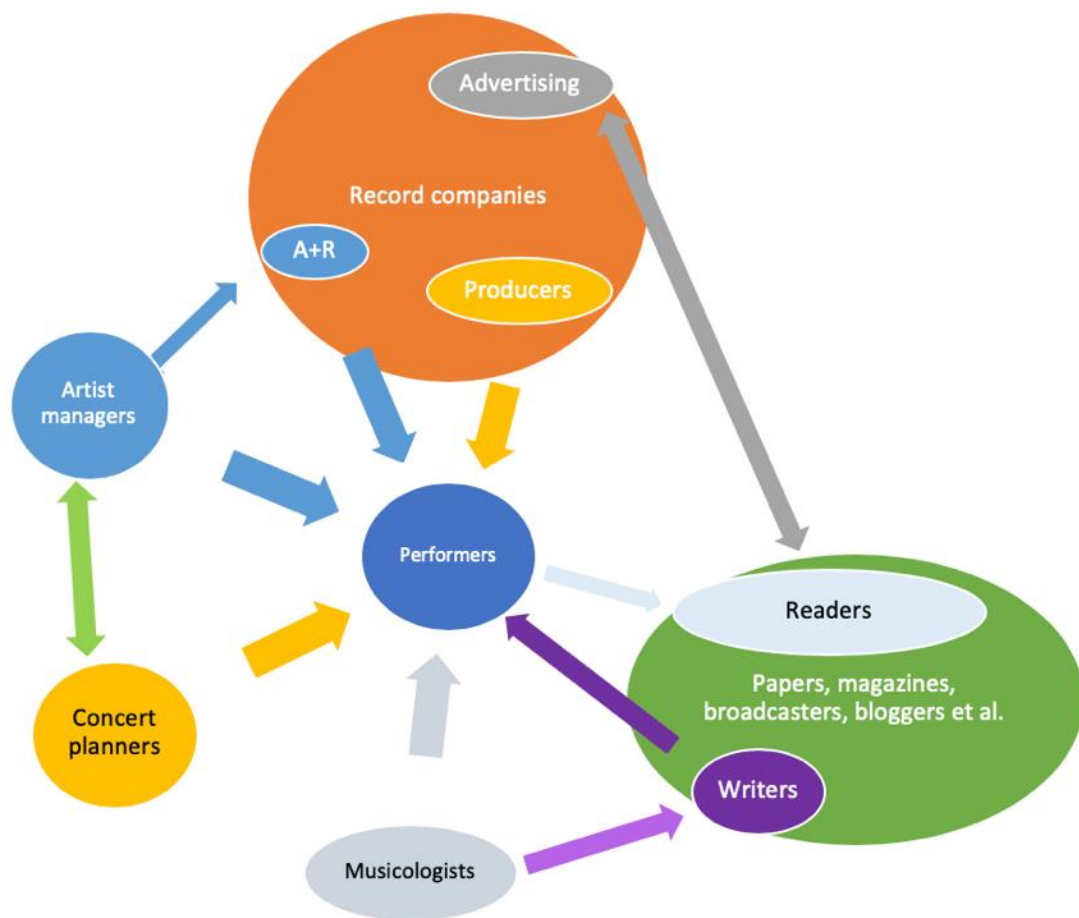 Advertising
Record companies
A+R
Producers
Artist
managers
Performers
Readers
Papers, magazines,
broadcasters, bloggers et al.
Concert
planners
Writers
Musicologists